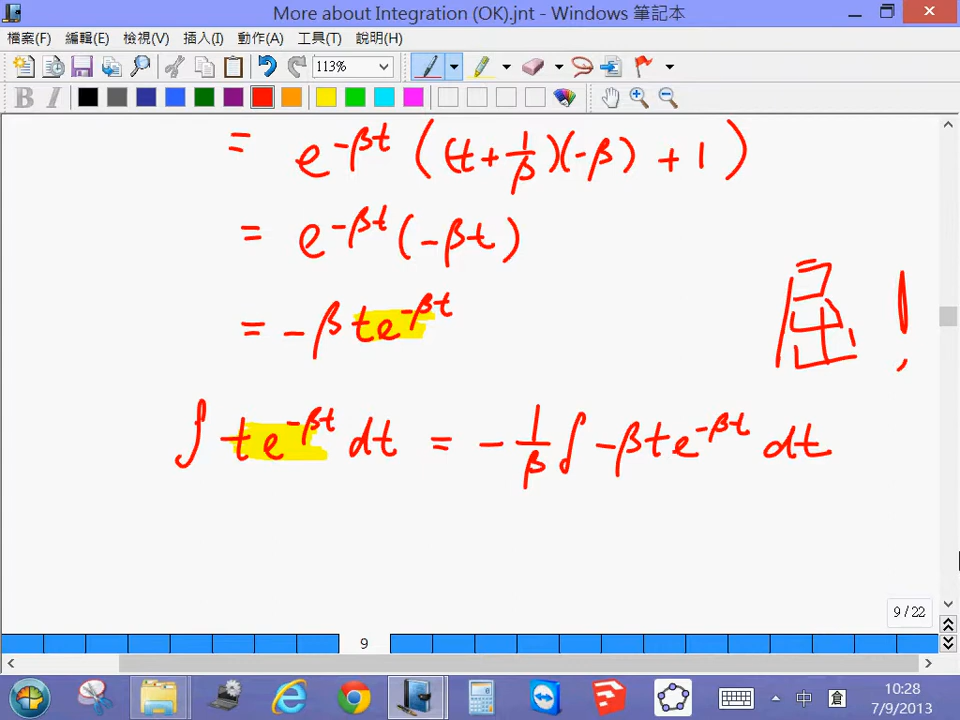 More about Integration (OK).jnt - Windows 筆記本
檔案(F) 編輯(E) 檢視(V) 插入(I) 動作(A) 工具(T) 說明(H)
113%
B I
= e^{-βt} ((t+\frac{1}{β})(-β) + 1)
= e^{-βt}(-βt)
= -βte^{-βt}
屈!
∫ te^{-βt} dt = -\frac{1}{β} ∫ -βte^{-βt} dt
9 / 22
9
中 倉
10:28
7/9/2013